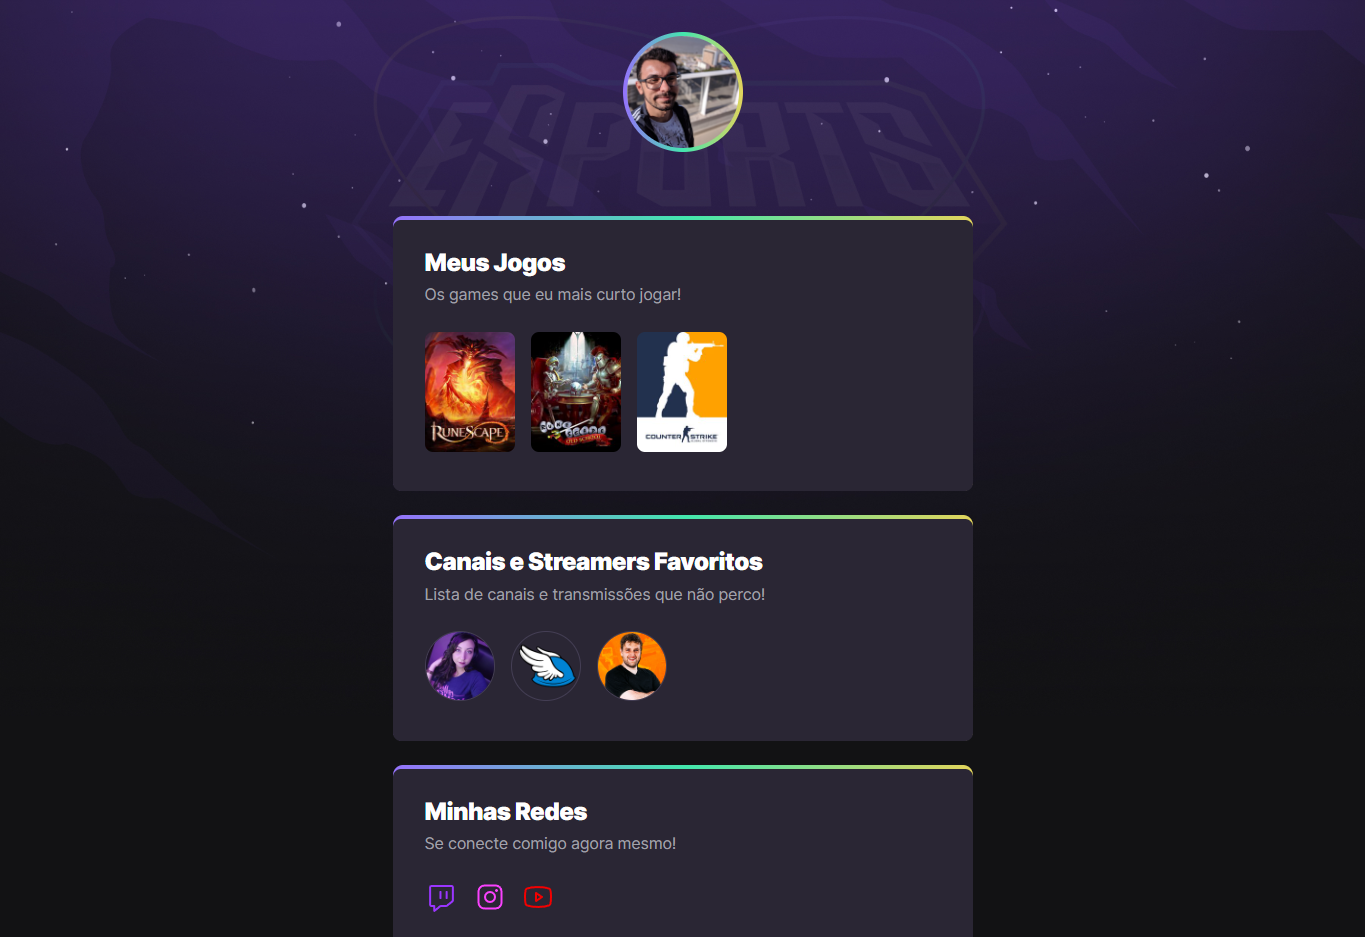 ESPORTS
Meus Jogos
Os games que eu mais curto jogar!
RUNESCAPE
OLD SCHOOL
COUNTER STRIKE
Canais e Streamers Favoritos
Lista de canais e transmissões que não perco!
Minhas Redes
Se conecte comigo agora mesmo!